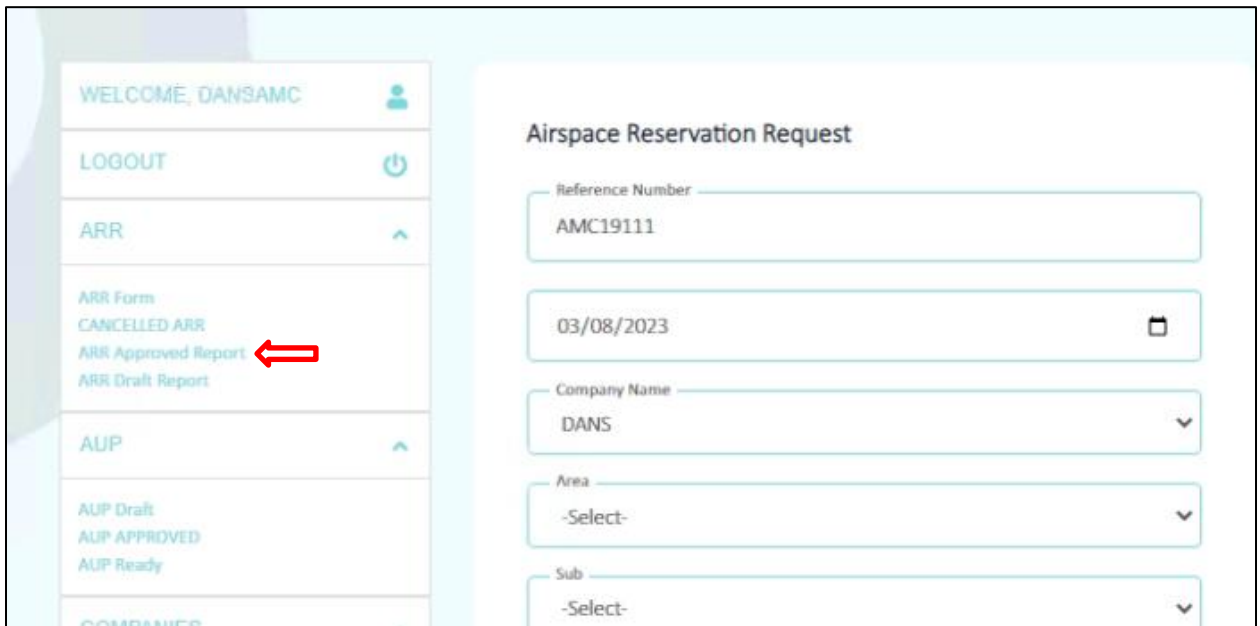 WELCOME, DANSAMC
LOGOUT
ARR
ARR Form
CANCELLED ARR
ARR Approved Report
ARR Draft Report
AUP
AUP Draft
AUP APPROVED
AUP Ready
COMPANIES
Airspace Reservation Request
Reference Number
AMC19111
03/08/2023
Company Name
DANS
Area
-Select-
Sub
-Select-